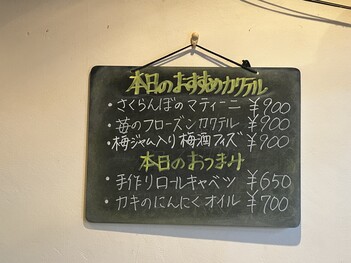 本日のおすすめカクテル
・さくらんぼのマティーニ ¥900
・苺のフローズンカクテル ¥900
・梅ジャム入り梅酒フィズ ¥900
本日のおつまみ
・手作りロールキャベツ ¥650
・カキのにんにくオイル ¥700